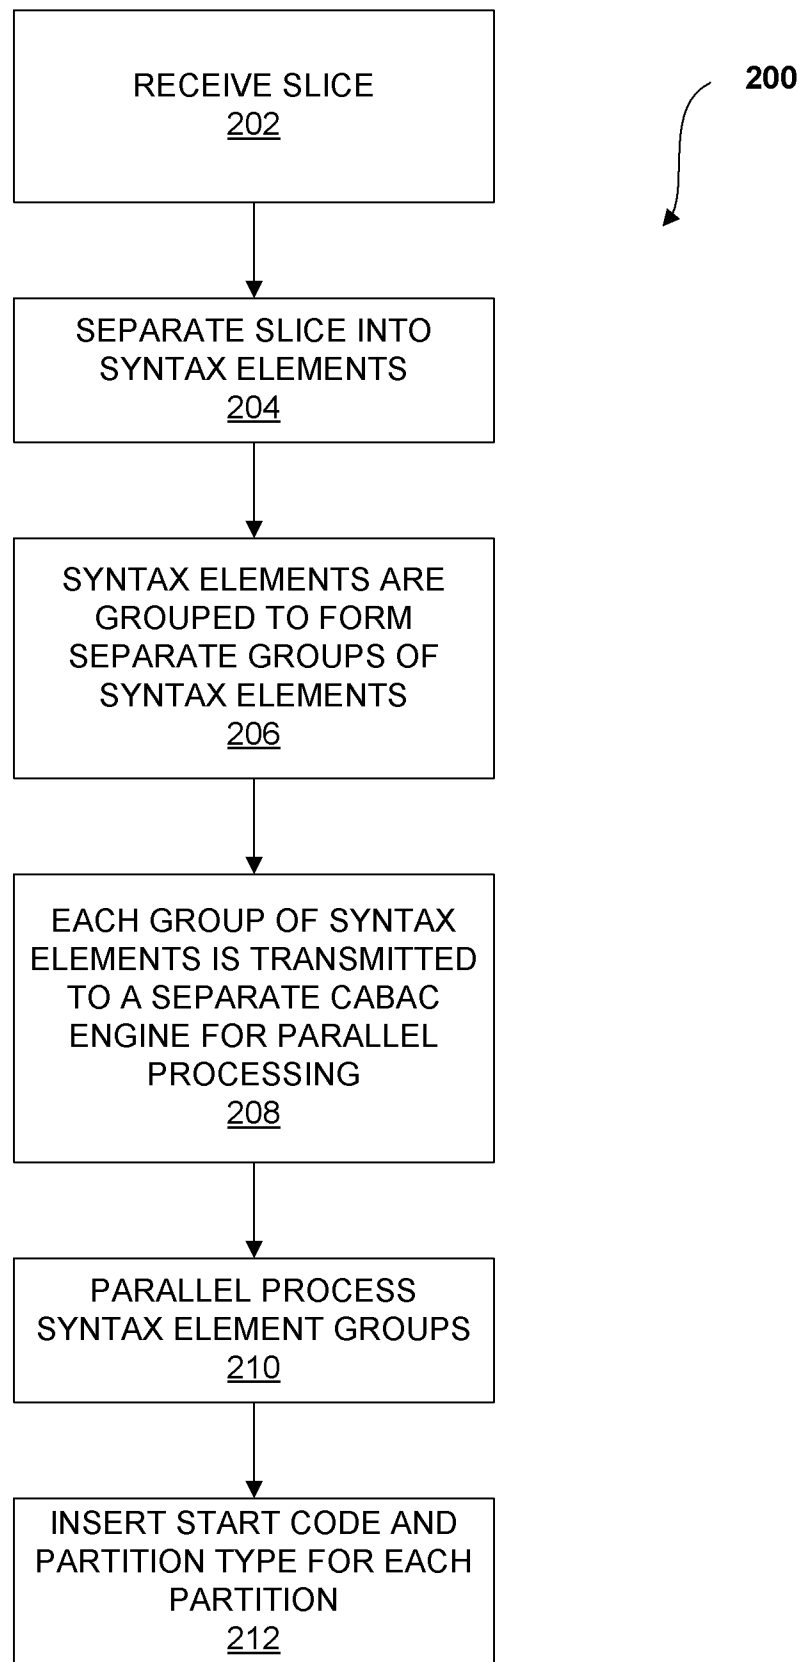 RECEIVE SLICE
202
200
SEPARATE SLICE INTO
SYNTAX ELEMENTS
204
SYNTAX ELEMENTS ARE
GROUPED TO FORM
SEPARATE GROUPS OF
SYNTAX ELEMENTS
206
EACH GROUP OF SYNTAX
ELEMENTS IS TRANSMITTED
TO A SEPARATE CABAC
ENGINE FOR PARALLEL
PROCESSING
208
PARALLEL PROCESS
SYNTAX ELEMENT GROUPS
210
INSERT START CODE AND
PARTITION TYPE FOR EACH
PARTITION
212